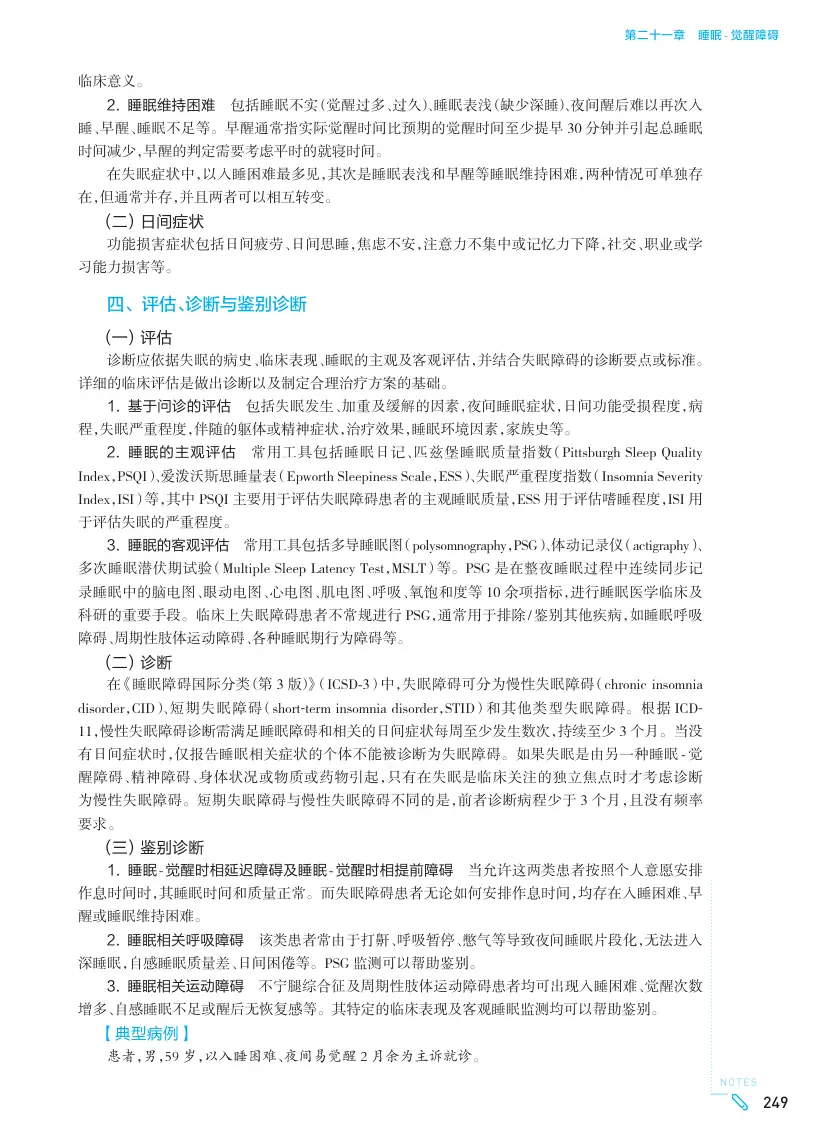 第二十一章　睡眠-觉醒障碍
临床意义。
2. 睡眠维持困难　包括睡眠不实(觉醒过多、过久)、睡眠表浅(缺少深睡)、夜间醒后难以再次入
睡、早醒、睡眠不足等。早醒通常指实际觉醒时间比预期的觉醒时间至少提早 30 分钟并引起总睡眠
时间减少,早醒的判定需要考虑平时的就寝时间。
在失眠症状中,以入睡困难最多见,其次是睡眠表浅和早醒等睡眠维持困难,两种情况可单独存
在,但通常并存,并且两者可以相互转变。
(二) 日间症状
功能损害症状包括日间疲劳、日间思睡,焦虑不安,注意力不集中或记忆力下降,社交、职业或学
习能力损害等。
四、评估、诊断与鉴别诊断
(一) 评估
诊断应依据失眠的病史、临床表现、睡眠的主观及客观评估,并结合失眠障碍的诊断要点或标准。
详细的临床评估是做出诊断以及制定合理治疗方案的基础。
1. 基于问诊的评估　包括失眠发生、加重及缓解的因素,夜间睡眠症状,日间功能受损程度,病
程,失眠严重程度,伴随的躯体或精神症状,治疗效果,睡眠环境因素,家族史等。
2. 睡眠的主观评估　常用工具包括睡眠日记、匹兹堡睡眠质量指数(Pittsburgh Sleep Quality
Index,PSQI)、爱泼沃斯思睡量表(Epworth Sleepiness Scale,ESS)、失眠严重程度指数(Insomnia Severity
Index,ISI)等,其中 PSQI 主要用于评估失眠障碍患者的主观睡眠质量,ESS 用于评估嗜睡程度,ISI 用
于评估失眠的严重程度。
3. 睡眠的客观评估　常用工具包括多导睡眠图(polysomnography,PSG)、体动记录仪(actigraphy)、
多次睡眠潜伏期试验(Multiple Sleep Latency Test,MSLT)等。PSG 是在整夜睡眠过程中连续同步记
录睡眠中的脑电图、眼动电图、心电图、肌电图、呼吸、氧饱和度等 10 余项指标,进行睡眠医学临床及
科研的重要手段。临床上失眠障碍患者不常规进行 PSG,通常用于排除/鉴别其他疾病,如睡眠呼吸
障碍、周期性肢体运动障碍、各种睡眠期行为障碍等。
(二) 诊断
在《睡眠障碍国际分类(第 3 版)》(ICSD-3)中,失眠障碍可分为慢性失眠障碍(chronic insomnia
disorder,CID)、短期失眠障碍(short-term insomnia disorder,STID)和其他类型失眠障碍。根据 ICD-
11,慢性失眠障碍诊断需满足睡眠障碍和相关的日间症状每周至少发生数次,持续至少 3 个月。当没
有日间症状时,仅报告睡眠相关症状的个体不能被诊断为失眠障碍。如果失眠是由另一种睡眠-觉
醒障碍、精神障碍、身体状况或物质或药物引起,只有在失眠是临床关注的独立焦点时才考虑诊断
为慢性失眠障碍。短期失眠障碍与慢性失眠障碍不同的是,前者诊断病程少于 3 个月,且没有频率
要求。
(三) 鉴别诊断
1. 睡眠-觉醒时相延迟障碍及睡眠-觉醒时相提前障碍　当允许这两类患者按照个人意愿安排
作息时间时,其睡眠时间和质量正常。而失眠障碍患者无论如何安排作息时间,均存在入睡困难、早
醒或睡眠维持困难。
2. 睡眠相关呼吸障碍　该类患者常由于打鼾、呼吸暂停、憋气等导致夜间睡眠片段化,无法进入
深睡眠,自感睡眠质量差、日间困倦等。PSG 监测可以帮助鉴别。
3. 睡眠相关运动障碍　不宁腿综合征及周期性肢体运动障碍患者均可出现入睡困难、觉醒次数
增多、自感睡眠不足或醒后无恢复感等。其特定的临床表现及客观睡眠监测均可以帮助鉴别。
【典型病例】
患者,男,59 岁,以入睡困难、夜间易觉醒 2 月余为主诉就诊。
NOTES
249